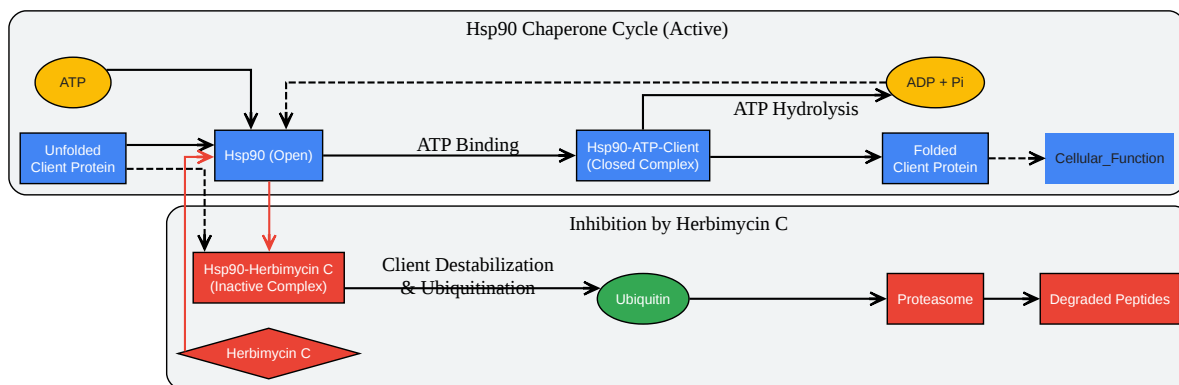 Hsp90 Chaperone Cycle (Active)
ATP
ADP + Pi
ATP Hydrolysis
Unfolded
Client Protein
Hsp90 (Open)
ATP Binding
Hsp90-ATP-Client
(Closed Complex)
Folded
Client Protein
Cellular_Function
Inhibition by Herbimycin C
Hsp90-Herbimycin C
(Inactive Complex)
Client Destabilization
& Ubiquitination
Ubiquitin
Proteasome
Degraded Peptides
Herbimycin C